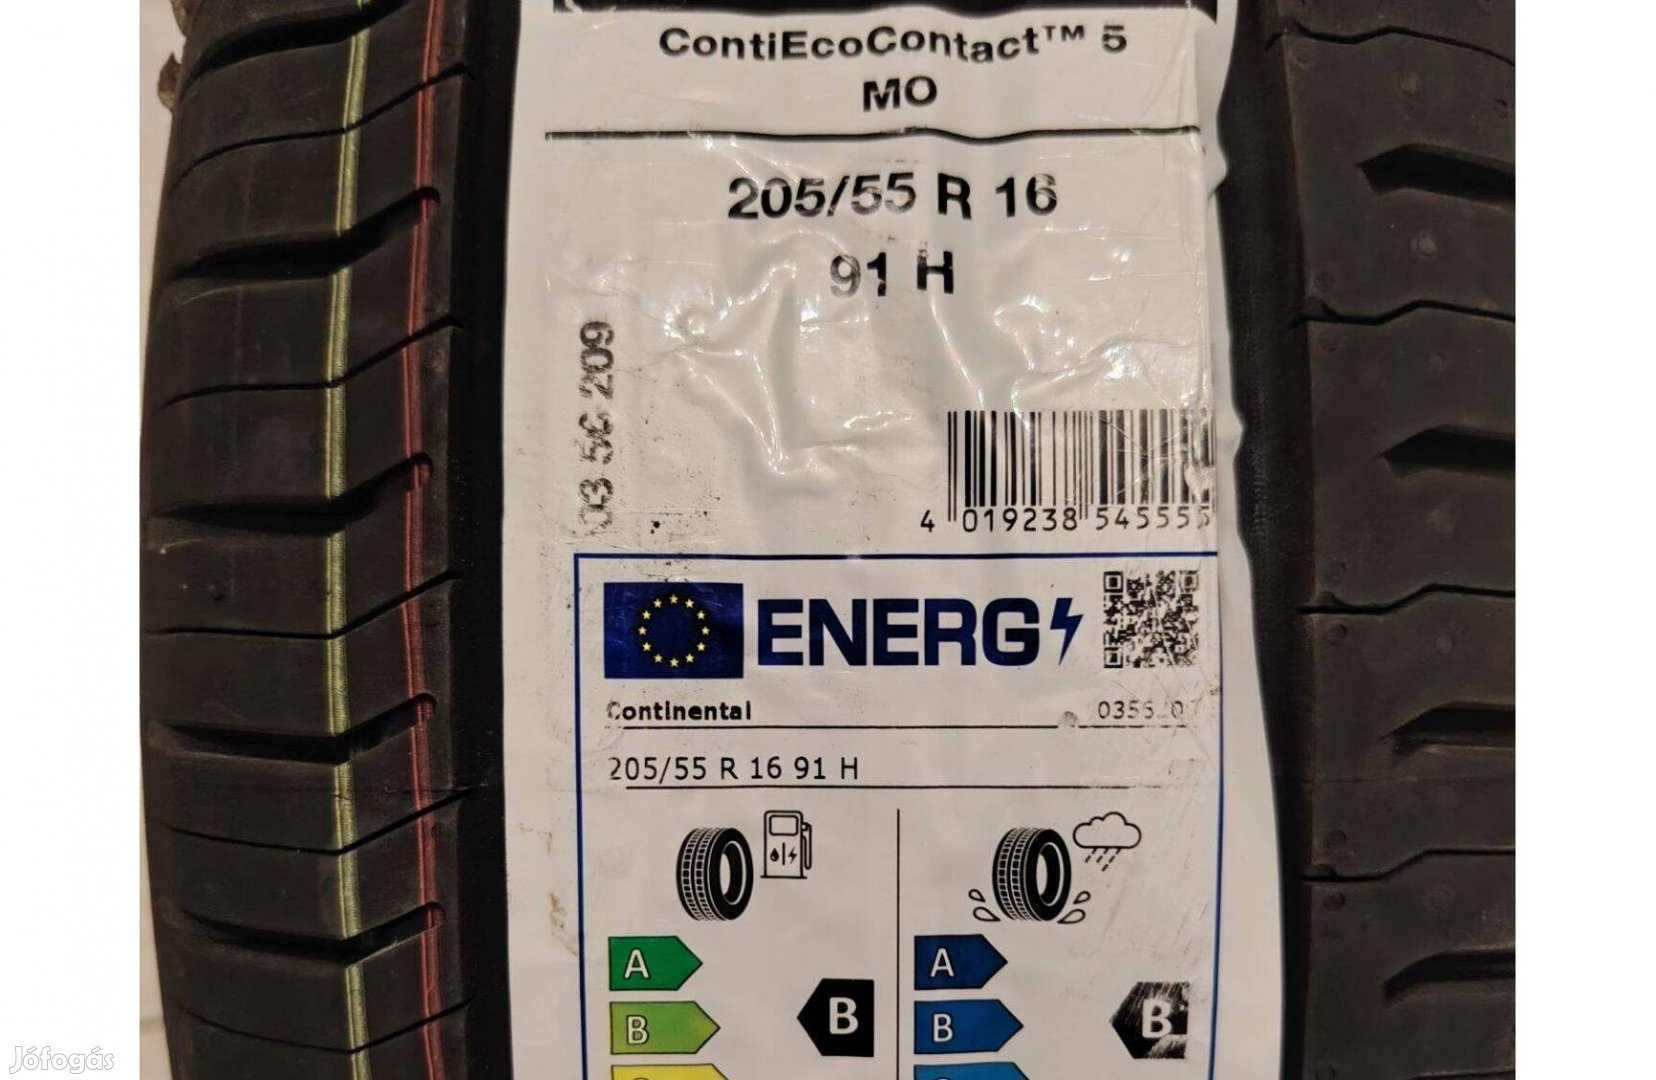 ContiEcoContact™ 5
MO
205/55 R 16
91 H
03 56 209
4 019238 545555
ENERG
Continental
205/55 R 16 91 H
A
B
B
A
B
B
Jófogás